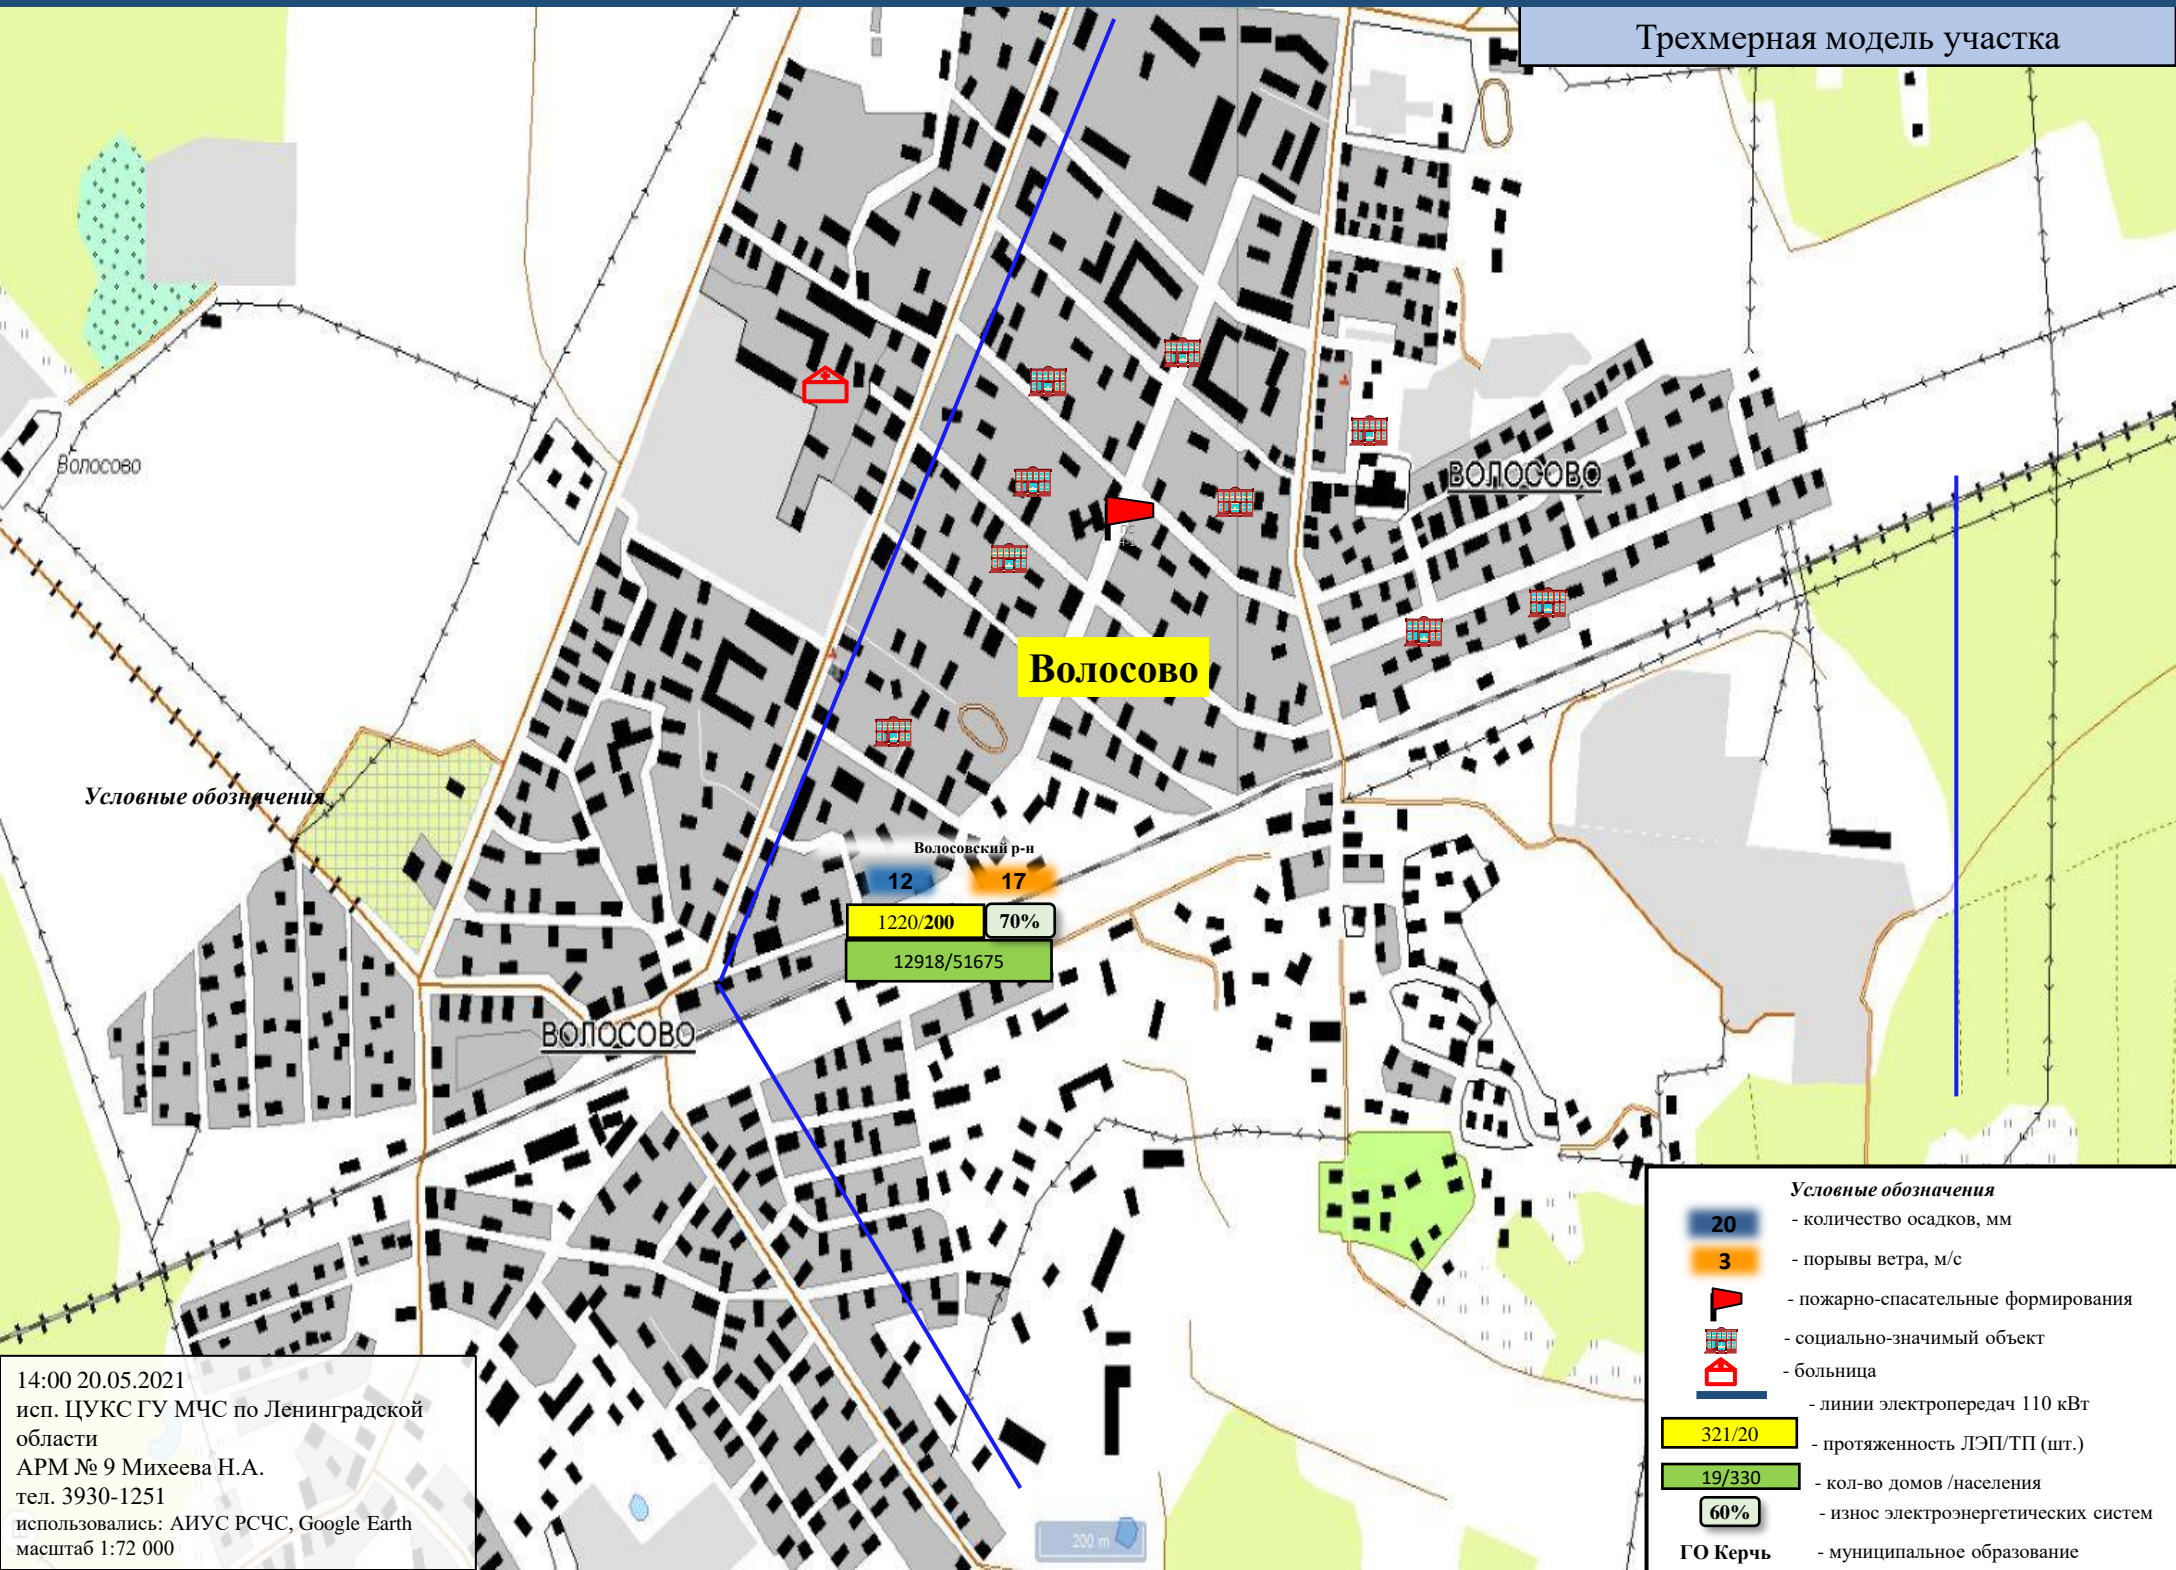 Трехмерная модель участка
Волосово
ВОЛОСОВО
Волосово
Условные обозначения
Волосовский р-н
12
17
1220/200
70%
12918/51675
ВОЛОСОВО
Условные обозначения
20
- количество осадков, мм
3
- порывы ветра, м/с
- пожарно-спасательные формирования
- социально-значимый объект
- больница
- линии электропередач 110 кВт
321/20
- протяженность ЛЭП/ТП (шт.)
19/330
- кол-во домов /населения
60%
- износ электроэнергетических систем
ГО Керчь
- муниципальное образование
14:00 20.05.2021
исп. ЦУКС ГУ МЧС по Ленинградской
области
АРМ № 9 Михеева Н.А.
тел. 3930-1251
использовались: АИУС РСЧС, Google Earth
масштаб 1:72 000
200 m